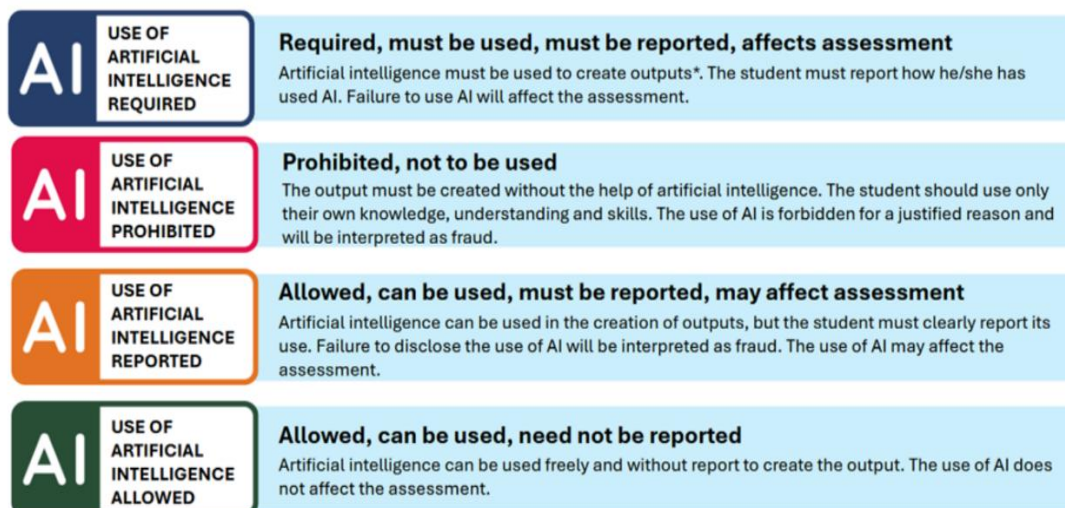 AI
USE OF
ARTIFICIAL
INTELLIGENCE
REQUIRED
Required, must be used, must be reported, affects assessment
Artificial intelligence must be used to create outputs*. The student must report how he/she has
used AI. Failure to use AI will affect the assessment.
AI
USE OF
ARTIFICIAL
INTELLIGENCE
PROHIBITED
Prohibited, not to be used
The output must be created without the help of artificial intelligence. The student should use only
their own knowledge, understanding and skills. The use of AI is forbidden for a justified reason and
will be interpreted as fraud.
AI
USE OF
ARTIFICIAL
INTELLIGENCE
REPORTED
Allowed, can be used, must be reported, may affect assessment
Artificial intelligence can be used in the creation of outputs, but the student must clearly report its
use. Failure to disclose the use of AI will be interpreted as fraud. The use of AI may affect the
assessment.
AI
USE OF
ARTIFICIAL
INTELLIGENCE
ALLOWED
Allowed, can be used, need not be reported
Artificial intelligence can be used freely and without report to create the output. The use of AI does
not affect the assessment.